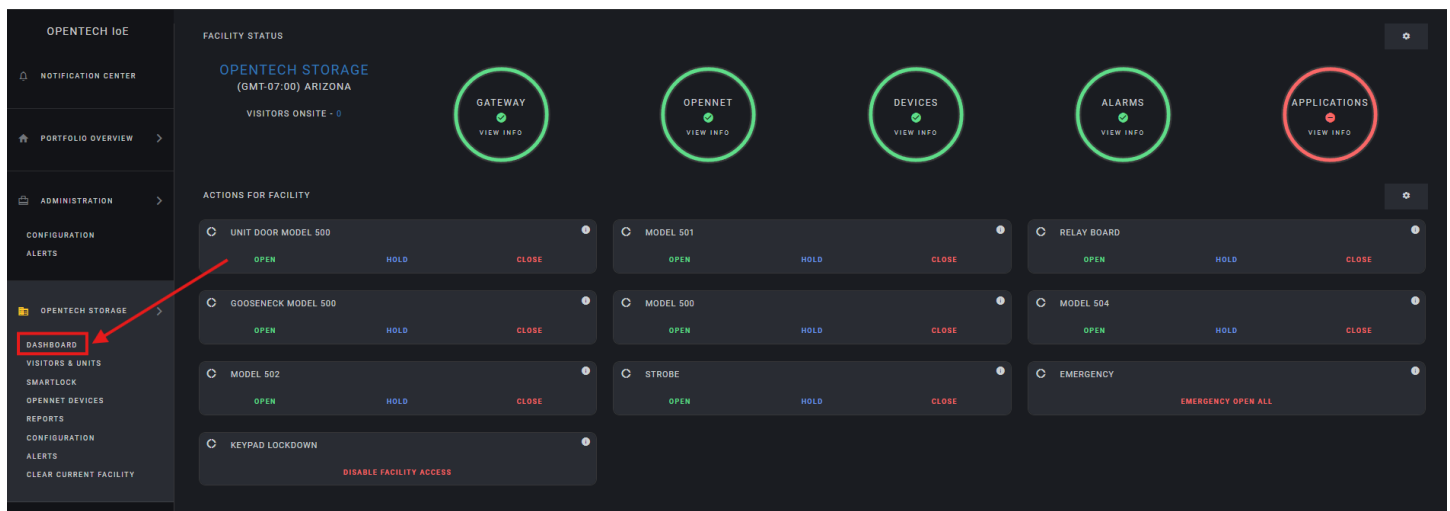 OPENTECH IoE
NOTIFICATION CENTER
PORTFOLIO OVERVIEW
ADMINISTRATION
CONFIGURATION
ALERTS
OPENTECH STORAGE
DASHBOARD
VISITORS & UNITS
SMARTLOCK
OPENNET DEVICES
REPORTS
CONFIGURATION
ALERTS
CLEAR CURRENT FACILITY
FACILITY STATUS
OPENTECH STORAGE
(GMT-07:00) ARIZONA
VISITORS ONSITE - 0
GATEWAY
VIEW INFO
OPENNET
VIEW INFO
DEVICES
VIEW INFO
ALARMS
VIEW INFO
APPLICATIONS
VIEW INFO
ACTIONS FOR FACILITY
UNIT DOOR MODEL 500
OPEN HOLD CLOSE
MODEL 501
OPEN HOLD CLOSE
RELAY BOARD
OPEN HOLD CLOSE
GOOSENECK MODEL 500
OPEN HOLD CLOSE
MODEL 500
OPEN HOLD CLOSE
MODEL 504
OPEN HOLD CLOSE
MODEL 502
OPEN HOLD CLOSE
STROBE
OPEN HOLD CLOSE
EMERGENCY
EMERGENCY OPEN ALL
KEYPAD LOCKDOWN
DISABLE FACILITY ACCESS